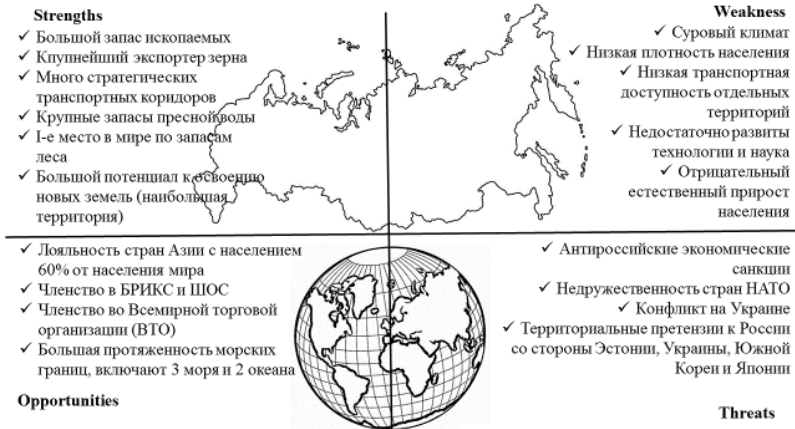 Strengths
✓ Большой запас ископаемых
✓ Кпупнейший экспортер зерна
✓ Много стратегических
транспортных коридоров
✓ Крупные запасы пресной воды
✓ I-е место в мире по запасам
леса
✓ Большой потенциал к освоению
новых земель (наибольшая
территория)
Weakness
✓ Суровый климат
✓ Низкая плотность населения
✓ Низкая транспортная
доступность отдельных
территорий
✓ Недостаточно развиты
технологии и наука
✓ Отрицательный
естественный прирост
населения
✓ Лояльность стран Азии с населением
60% от населения мира
✓ Членство в БРИКС и ШОС
✓ Членство во Всемирной торговой
организации (ВТО)
✓ Большая протяженность морских
границ, включают 3 моря и 2 океана
Opportunities
✓ Антироссийские экономические
санкции
✓ Недружественность стран НАТО
✓ Конфликт на Украине
✓ Территориальные претензии к России
со стороны Эстонии, Украины, Южной
Кореи и Японии
Threats